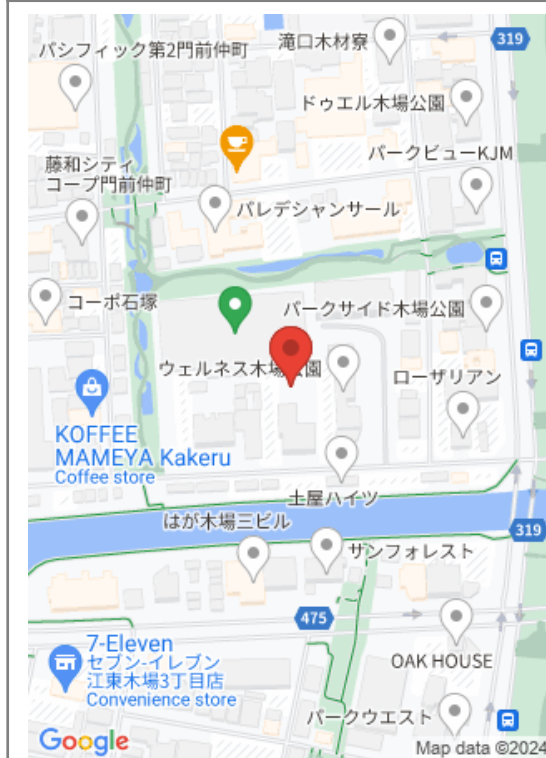 滝口木材寮
319
パシフィック第2門前仲町
ドゥエル木場公園
パークビューKJM
藤和シティ
コープ門前仲町
パレデシャンサール
コーポ石塚
パークサイド木場公園
ウェルネス木場公園
ローザリアン
KOFFEE
MAMEYA Kakeru
Coffee store
土屋ハイツ
はが木場三ビル
319
サンフォレスト
475
7-Eleven
セブン-イレブン
江東木場3丁目店
Convenience store
OAK HOUSE
パークウエスト
Google
Map data ©2024